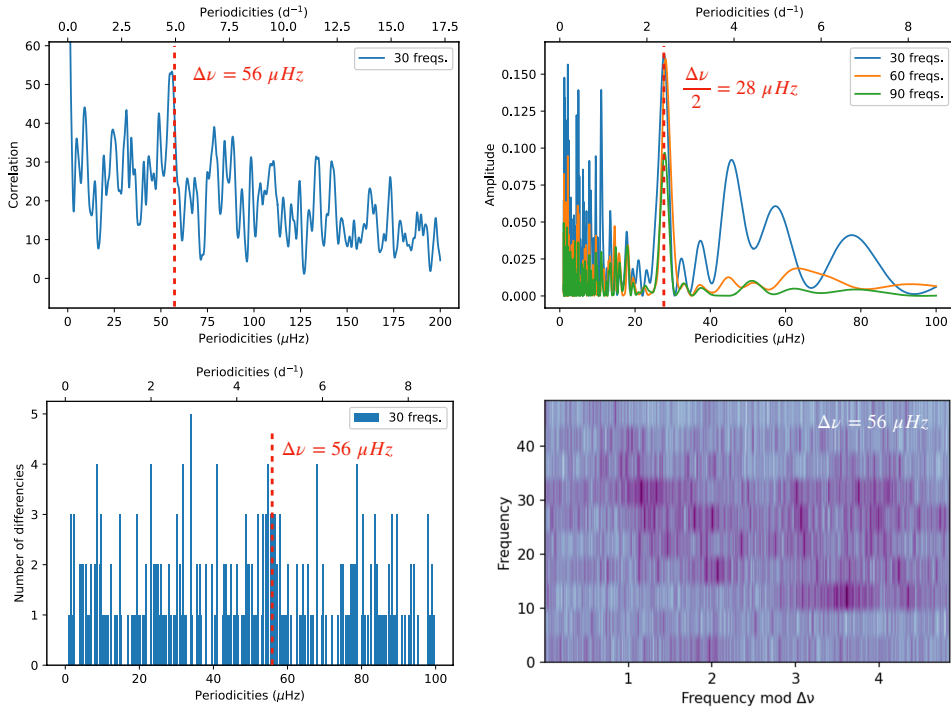 Periodicities (d⁻¹)
0.0 2.5 5.0 7.5 10.0 12.5 15.0 17.2
60
50
40
30
20
10
0
Correlation
30 freqs.
Δν = 56 μHz
0 25 50 75 100 125 150 175 200
Periodicities (μHz)
Periodicities (d⁻¹)
0 2 4 6 8
0.150
0.125
0.100
0.075
0.050
0.025
0.000
Amplitude
30 freqs.
60 freqs.
90 freqs.
Δν/2 = 28 μHz
0 20 40 60 80 100
Periodicities (μHz)
Periodicities (d⁻¹)
0 2 4 6 8
5
4
3
2
1
0
Number of differencies
30 freqs.
Δν = 56 μHz
0 20 40 60 80 100
Periodicities (μHz)
Δν = 56 μHz
40
30
20
10
0
Frequency
1 2 3 4
Frequency mod Δν